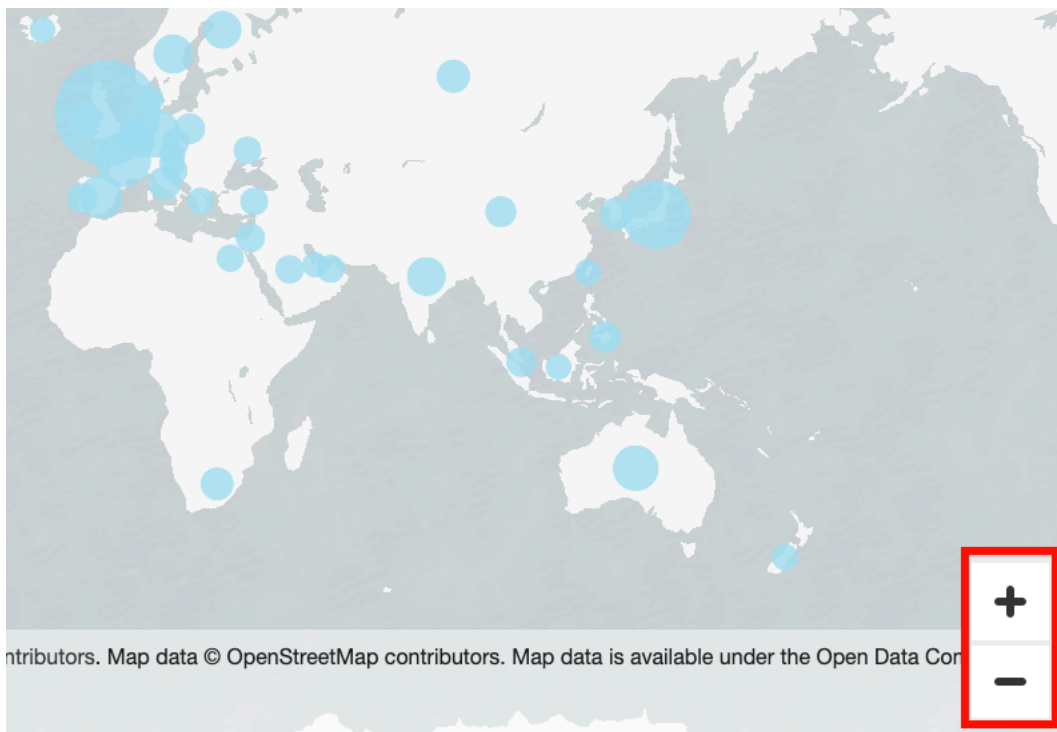 ntributors. Map data © OpenStreetMap contributors. Map data is available under the Open Data Con
+
−